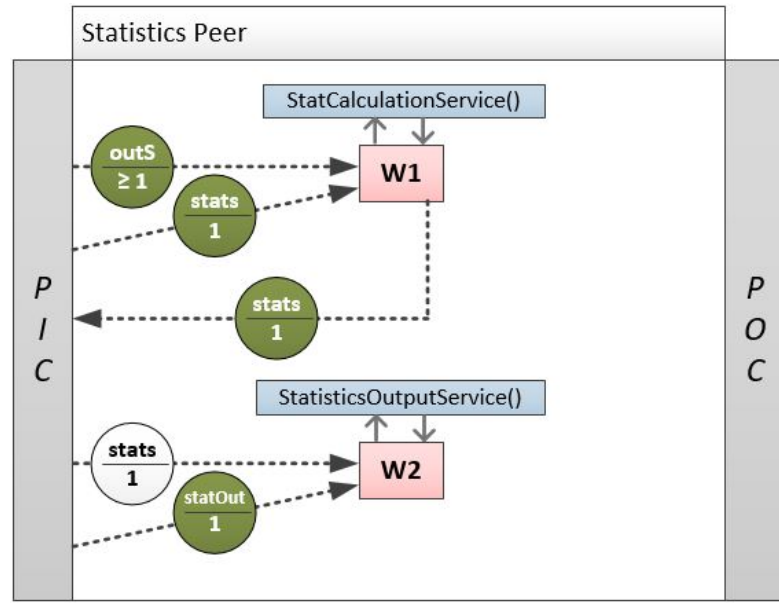 Statistics Peer
StatCalculationService()
outS
≥ 1
W1
stats
1
P
I
C
stats
1
P
O
C
StatisticsOutputService()
stats
1
W2
statOut
1